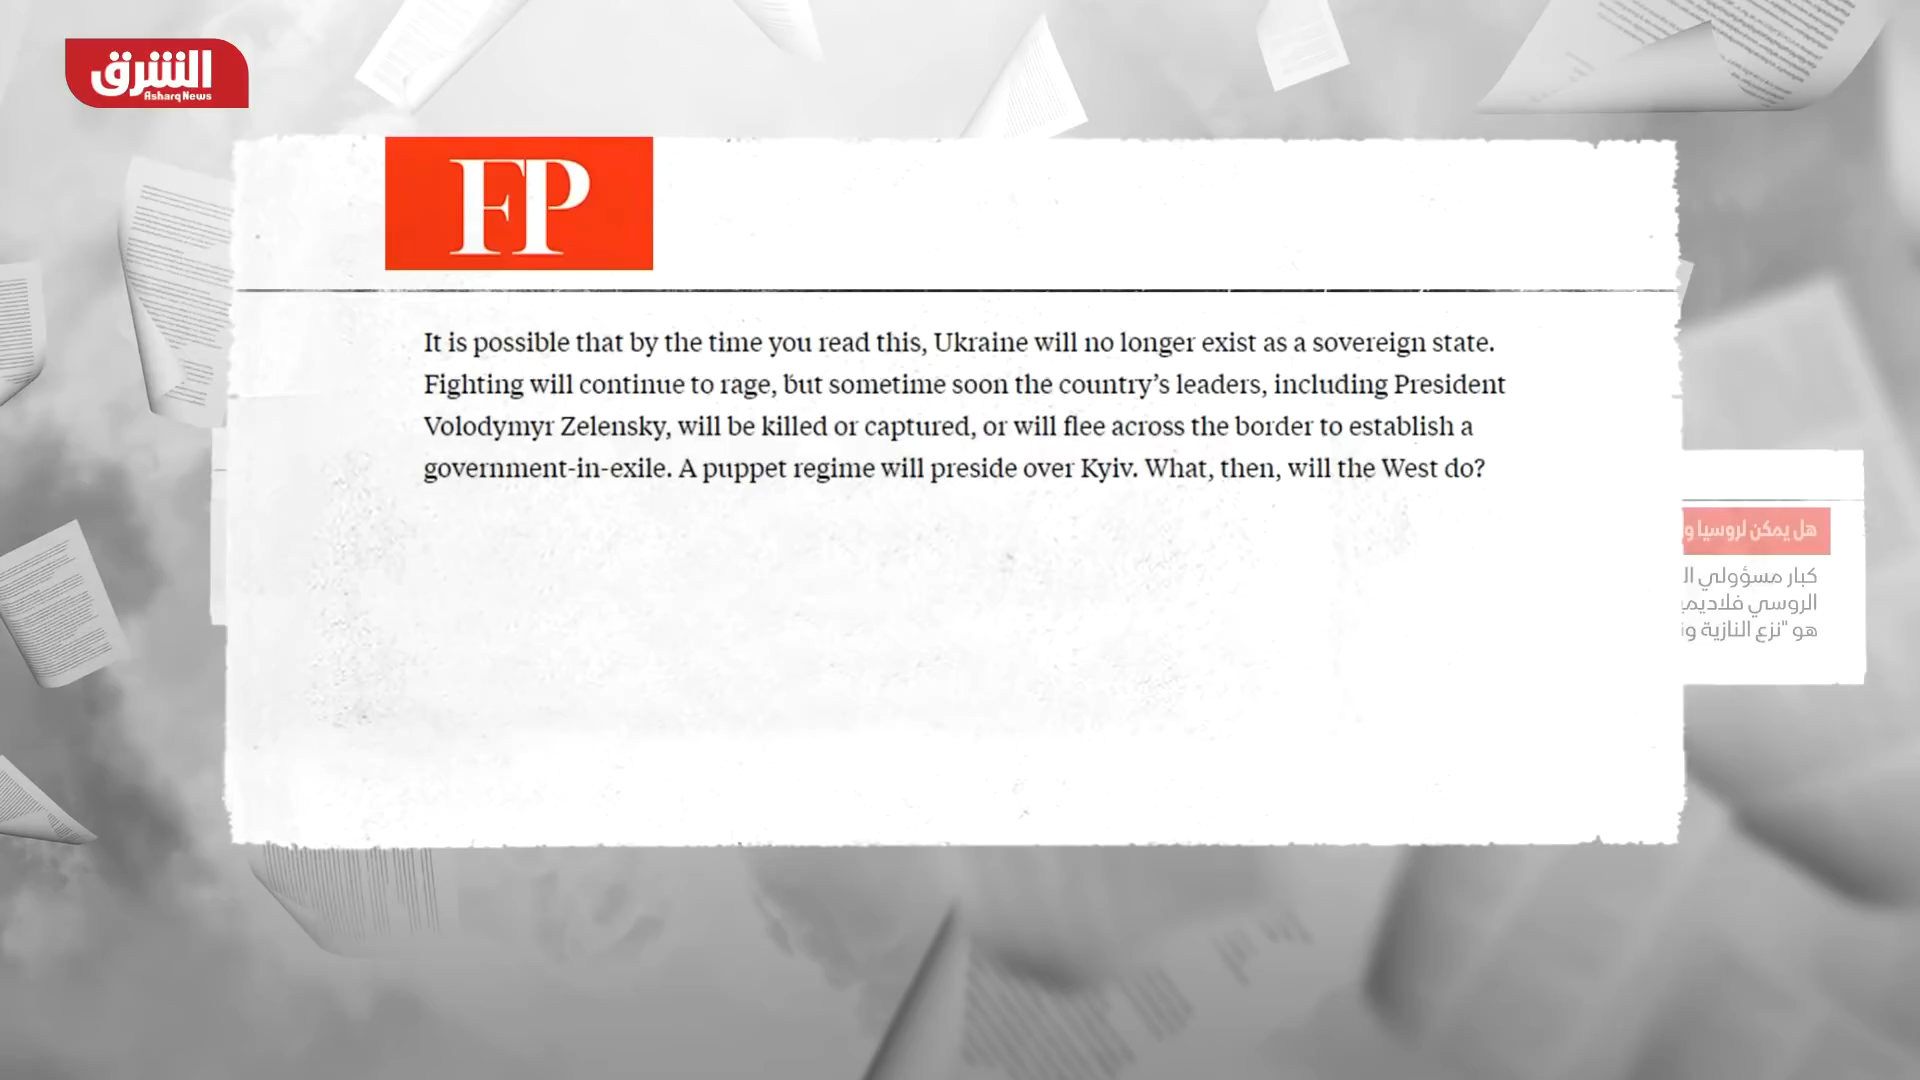 الشرق
Asharq News
FP
It is possible that by the time you read this, Ukraine will no longer exist as a sovereign state.
Fighting will continue to rage, but sometime soon the country’s leaders, including President
Volodymyr Zelensky, will be killed or captured, or will flee across the border to establish a
government-in-exile. A puppet regime will preside over Kyiv. What, then, will the West do?
هل يمكن لروسيا و
كبار مسؤولي ال
الروسي فلاديمي
هو "نزع النازية و